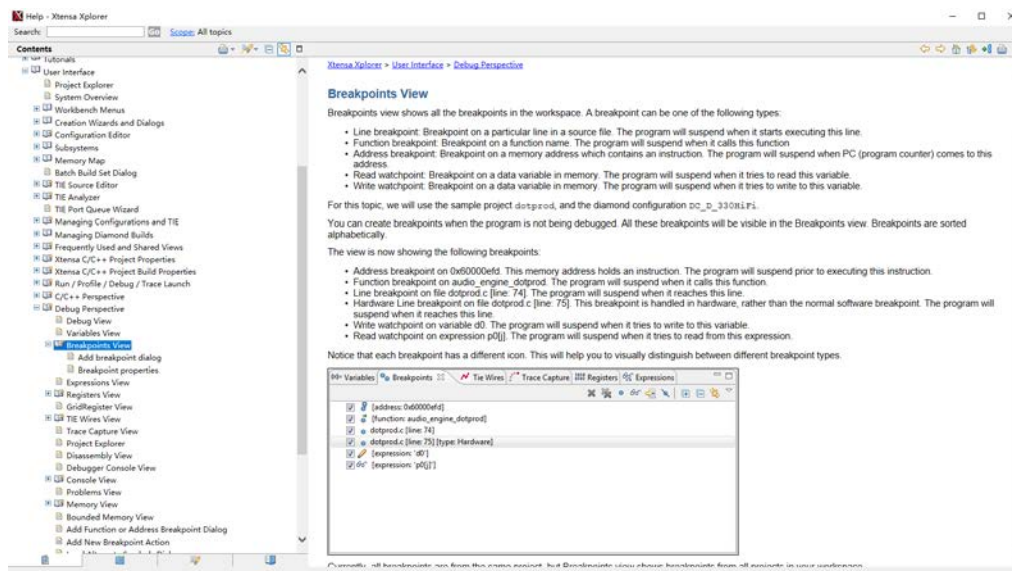 Help - Xtensa Xplorer
Search: GO Scope: All topics
Contents
Tutorials
User Interface
Project Explorer
System Overview
Workbench Menus
Creation Wizards and Dialogs
Configuration Editor
Subsystems
Memory Map
Batch Build Set Dialog
TIE Source Editor
TIE Analyzer
TIE Port Queue Wizard
Managing Configurations and TIE
Managing Diamond Builds
Frequently Used and Shared Views
Xtensa C/C++ Project Properties
Xtensa C/C++ Project Build Properties
Run / Profile / Debug / Trace Launch
C/C++ Perspective
Debug Perspective
Debug View
Variables View
Breakpoints View
Add breakpoint dialog
Breakpoint properties
Expressions View
Registers View
GridRegister View
TIE Wires View
Trace Capture View
Project Explorer
Disassembly View
Debugger Console View
Console View
Problems View
Memory View
Bounded Memory View
Add Function or Address Breakpoint Dialog
Add New Breakpoint Action
Xtensa Xplorer > User Interface > Debug Perspective
Breakpoints View
Breakpoints view shows all the breakpoints in the workspace. A breakpoint can be one of the following types:
• Line breakpoint: Breakpoint on a particular line in a source file. The program will suspend when it starts executing this line.
• Function breakpoint: Breakpoint on a function name. The program will suspend when it calls this function
• Address breakpoint: Breakpoint on a memory address which contains an instruction. The program will suspend when PC (program counter) comes to this
address.
• Read watchpoint: Breakpoint on a data variable in memory. The program will suspend when it tries to read this variable.
• Write watchpoint: Breakpoint on a data variable in memory. The program will suspend when it tries to write to this variable.
For this topic, we will use the sample project dotprod, and the diamond configuration DC_D_330HiFi.
You can create breakpoints when the program is not being debugged. All these breakpoints will be visible in the Breakpoints view. Breakpoints are sorted
alphabetically.
The view is now showing the following breakpoints:
• Address breakpoint on 0x60000efd. This memory address holds an instruction. The program will suspend prior to executing this instruction.
• Function breakpoint on audio_engine_dotprod. The program will suspend when it calls this function.
• Line breakpoint on file dotprod.c [line: 74]. The program will suspend when it reaches this line.
• Hardware Line breakpoint on file dotprod.c [line: 75]. This breakpoint is handled in hardware, rather than the normal software breakpoint. The program will
suspend when it reaches this line.
• Write watchpoint on variable d0. The program will suspend when it tries to write to this variable.
• Read watchpoint on expression p0[j]. The program will suspend when it tries to read from this expression.
Notice that each breakpoint has a different icon. This will help you to visually distinguish between different breakpoint types.
Variables Breakpoints Tie Wires Trace Capture Registers Expressions
[address: 0x60000efd]
[function: audio_engine_dotprod]
dotprod.c [line: 74]
dotprod.c [line: 75] [type: Hardware]
[expression: 'd0']
[expression: 'p0[j]']
Currently, all breakpoints are from the same project, but Breakpoints view shows breakpoints from all projects in your workspace.